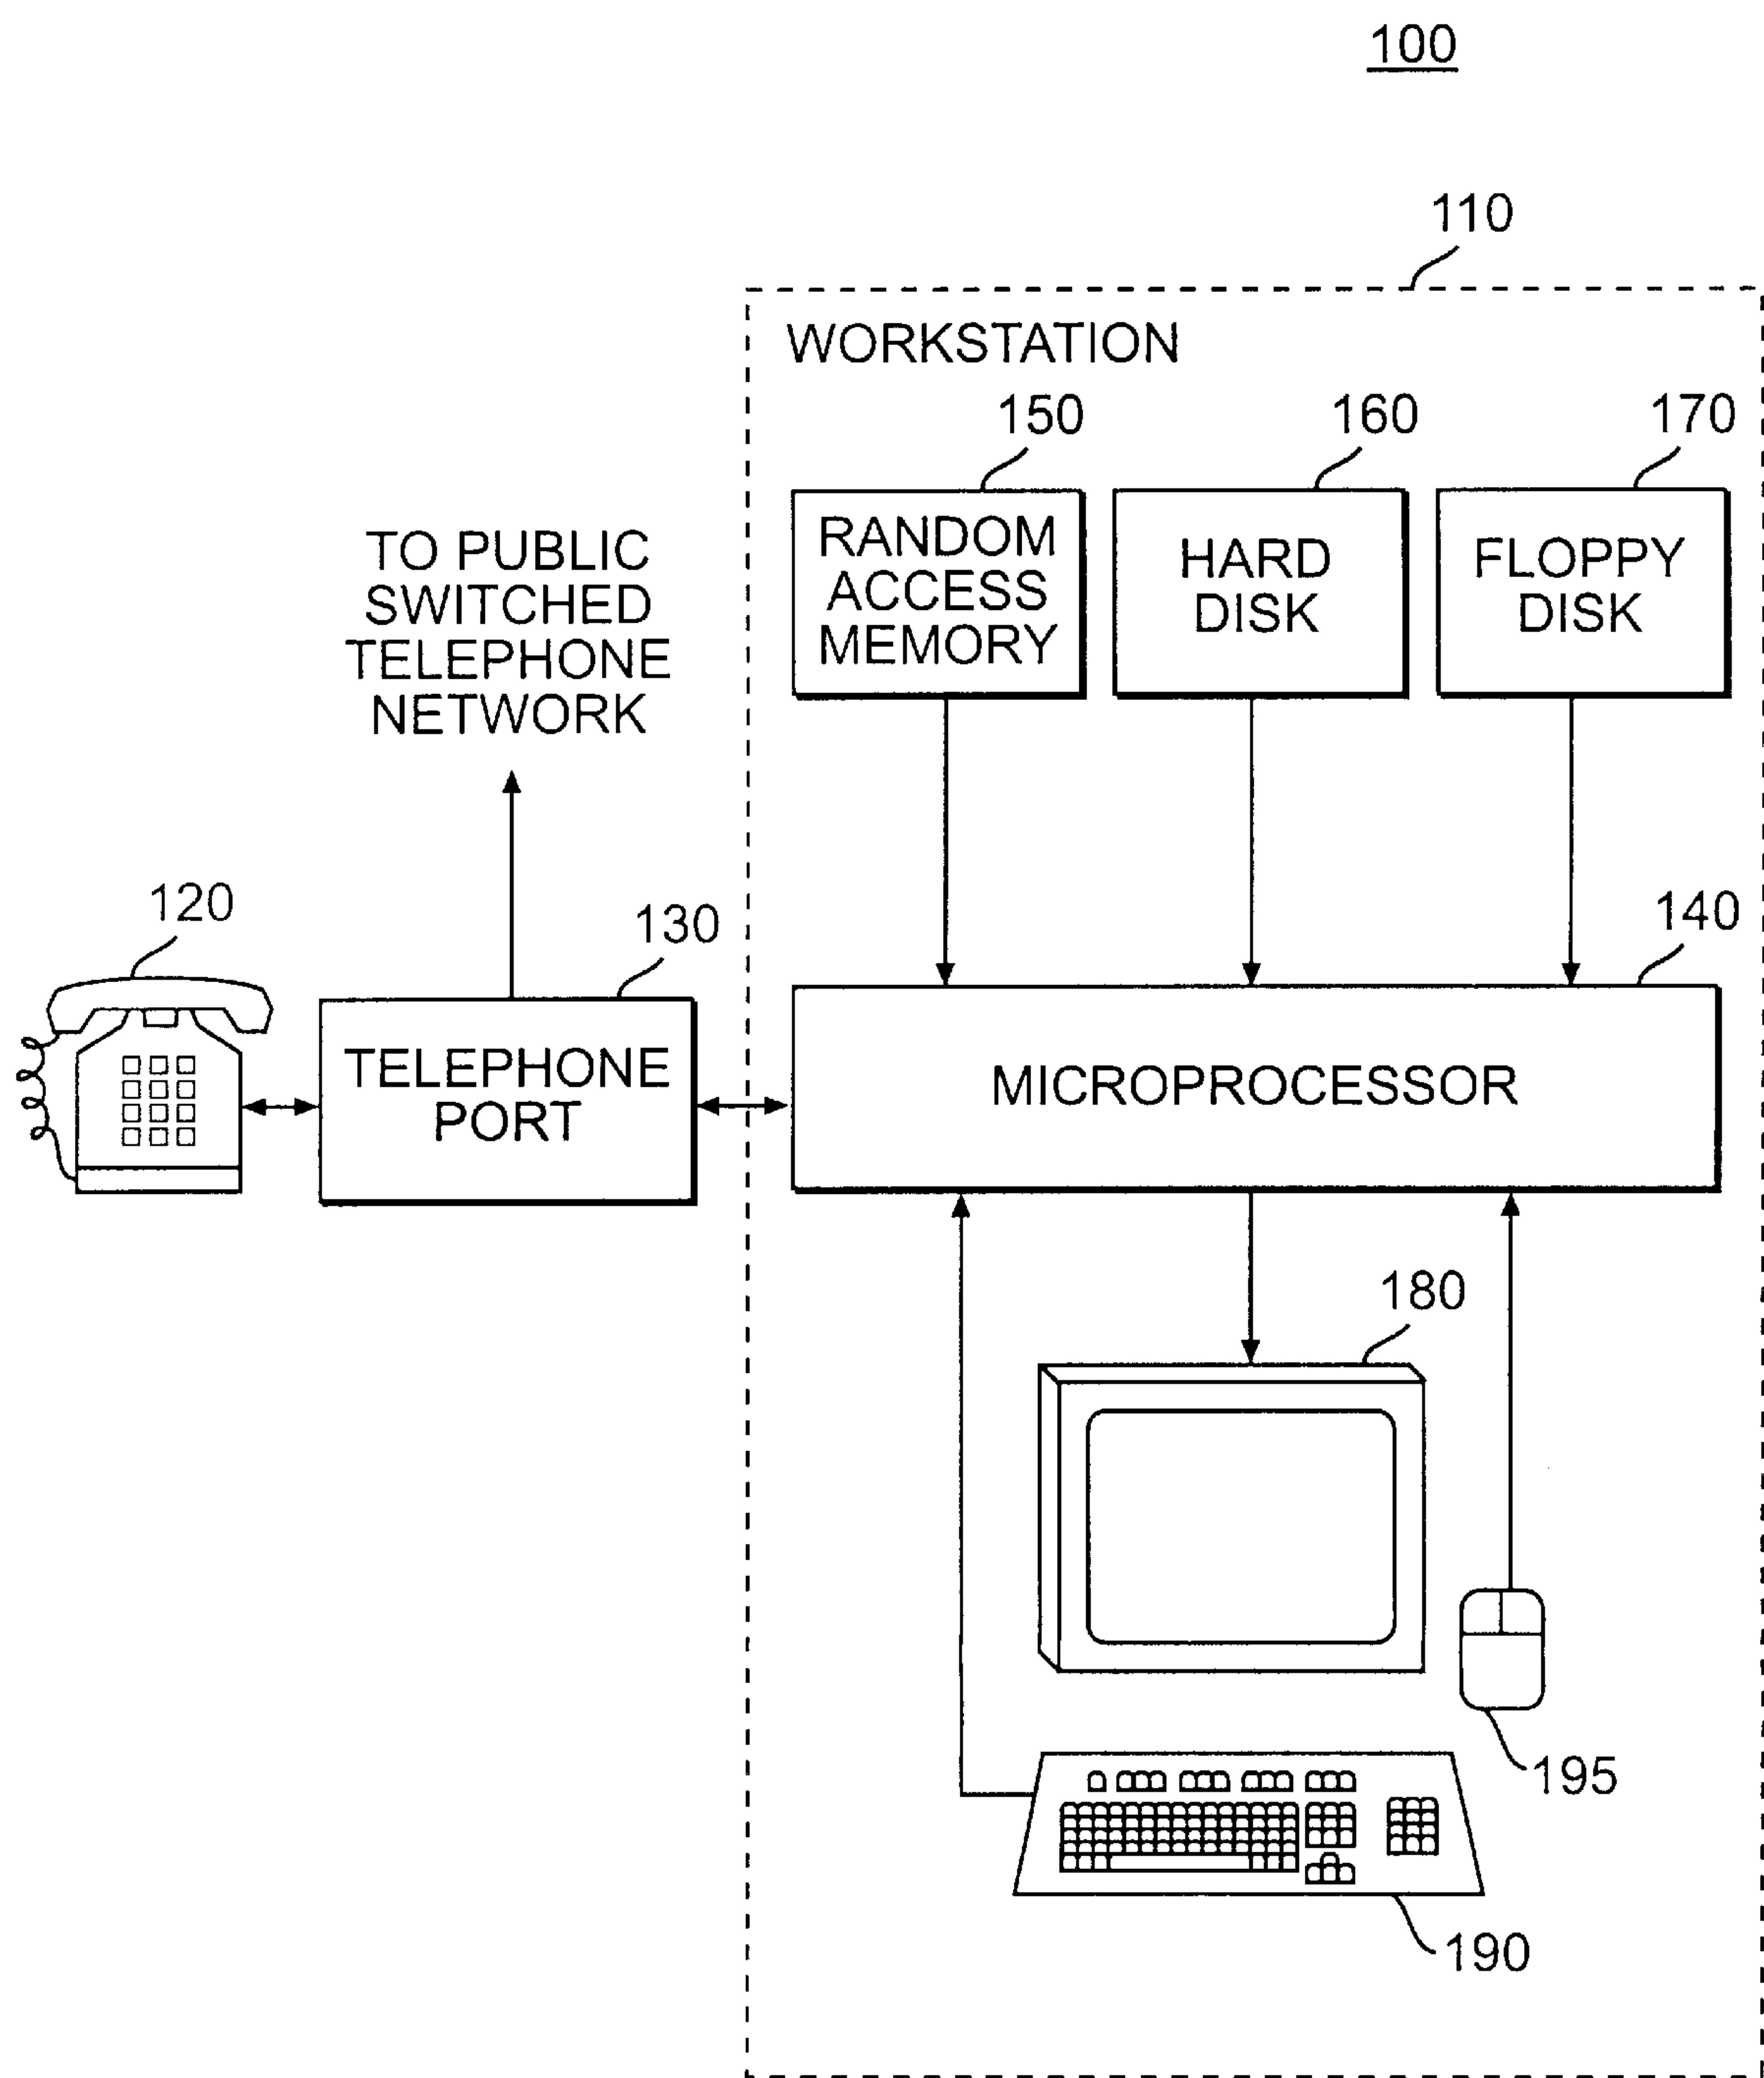 100
110
WORKSTATION
150
160
170
RANDOM
ACCESS
MEMORY
HARD
DISK
FLOPPY
DISK
TO PUBLIC
SWITCHED
TELEPHONE
NETWORK
120
130
140
TELEPHONE
PORT
MICROPROCESSOR
180
195
190